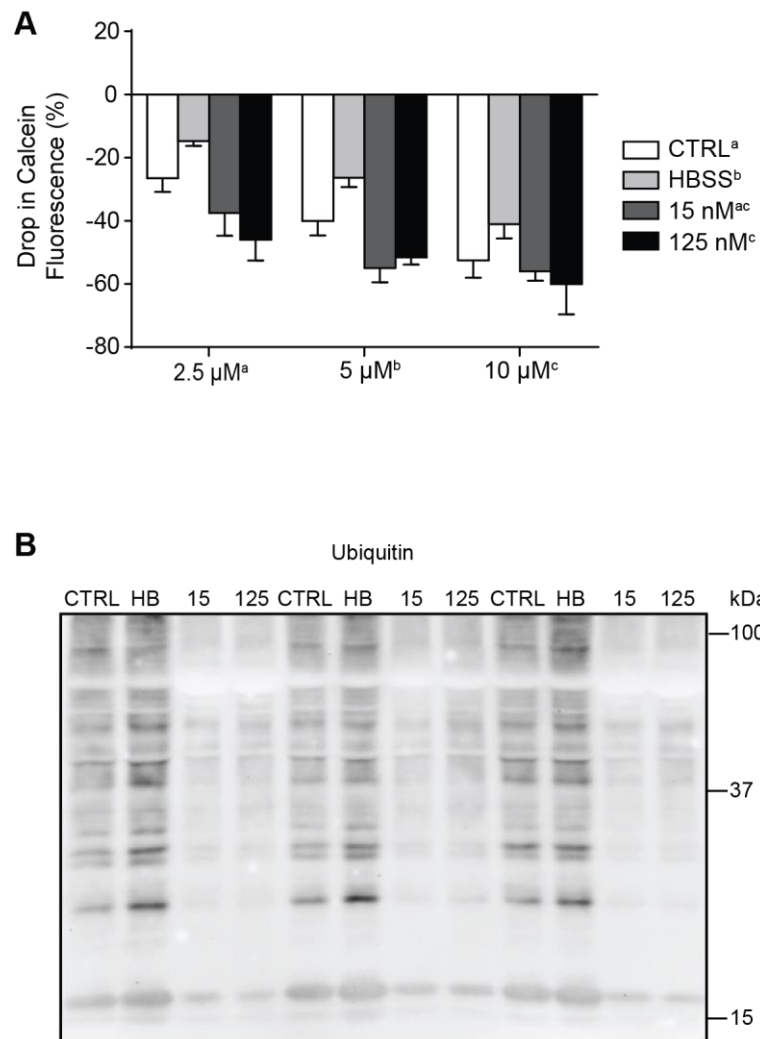 A
20
0
-20
-40
-60
-80
Drop in Calcein
Fluorescence (%)
2.5 µMᵃ 5 µMᵇ 10 µMᶜ
CTRLᵃ
HBSSᵇ
15 nMᵃᶜ
125 nMᶜ
B
Ubiquitin
CTRL HB 15 125 CTRL HB 15 125 CTRL HB 15 125 kDa
100
37
15